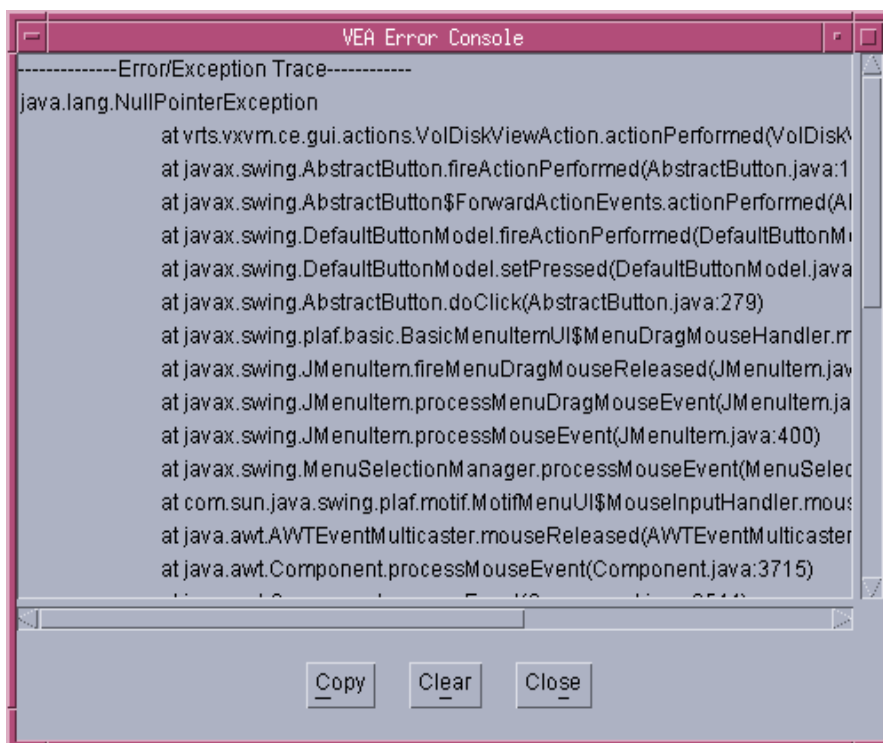 VEA Error Console
--------------Error/Exception Trace------------
java.lang.NullPointerException
at vrts.vxvm.ce.gui.actions.VolDiskViewAction.actionPerformed(VolDiskV
at javax.swing.AbstractButton.fireActionPerformed(AbstractButton.java:1
at javax.swing.AbstractButton$ForwardActionEvents.actionPerformed(Al
at javax.swing.DefaultButtonModel.fireActionPerformed(DefaultButtonM
at javax.swing.DefaultButtonModel.setPressed(DefaultButtonModel.java
at javax.swing.AbstractButton.doClick(AbstractButton.java:279)
at javax.swing.plaf.basic.BasicMenuItemUI$MenuDragMouseHandler.m
at javax.swing.JMenuItem.fireMenuDragMouseReleased(JMenuItem.jav
at javax.swing.JMenuItem.processMenuDragMouseEvent(JMenuItem.ja
at javax.swing.JMenuItem.processMouseEvent(JMenuItem.java:400)
at javax.swing.MenuSelectionManager.processMouseEvent(MenuSelec
at com.sun.java.swing.plaf.motif.MotifMenuUI$MouseInputHandler.mous
at java.awt.AWTEventMulticaster.mouseReleased(AWTEventMulticaster
at java.awt.Component.processMouseEvent(Component.java:3715)
Copy Clear Close